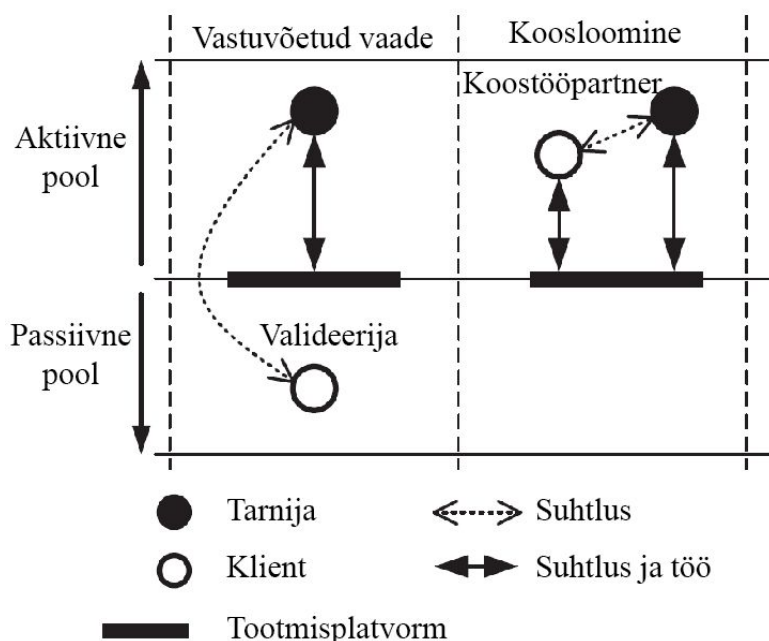 Vastuvõetud vaade
Koosloomine
Koostööpartner
Aktiivne
pool
Passiivne
pool
Valideerija
Tarnija
Suhtlus
Klient
Suhtlus ja töö
Tootmisplatvorm